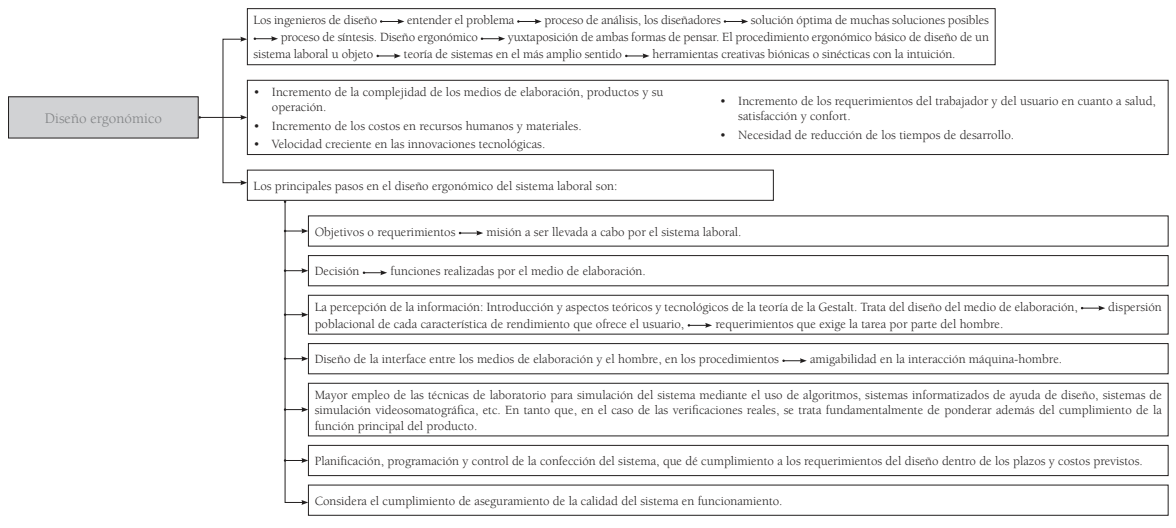 Diseño ergonómico
Los ingenieros de diseño → entender el problema → proceso de análisis, los diseñadores → solución óptima de muchas soluciones posibles
→ proceso de síntesis. Diseño ergonómico → yuxtaposición de ambas formas de pensar. El procedimiento ergonómico básico de diseño de un
sistema laboral u objeto → teoría de sistemas en el más amplio sentido → herramientas creativas biónicas o sinécticas con la intuición.
• Incremento de la complejidad de los medios de elaboración, productos y su
operación.
• Incremento de los costos en recursos humanos y materiales.
• Velocidad creciente en las innovaciones tecnológicas.
• Incremento de los requerimientos del trabajador y del usuario en cuanto a salud,
satisfacción y confort.
• Necesidad de reducción de los tiempos de desarrollo.
Los principales pasos en el diseño ergonómico del sistema laboral son:
Objetivos o requerimientos → misión a ser llevada a cabo por el sistema laboral.
Decisión → funciones realizadas por el medio de elaboración.
La percepción de la información: Introducción y aspectos teóricos y tecnológicos de la teoría de la Gestalt. Trata del diseño del medio de elaboración, → dispersión
poblacional de cada característica de rendimiento que ofrece el usuario, → requerimientos que exige la tarea por parte del hombre.
Diseño de la interface entre los medios de elaboración y el hombre, en los procedimientos → amigabilidad en la interacción máquina-hombre.
Mayor empleo de las técnicas de laboratorio para simulación del sistema mediante el uso de algoritmos, sistemas informatizados de ayuda de diseño, sistemas de
simulación videosomatográfica, etc. En tanto que, en el caso de las verificaciones reales, se trata fundamentalmente de ponderar además del cumplimiento de la
función principal del producto.
Planificación, programación y control de la confección del sistema, que dé cumplimiento a los requerimientos del diseño dentro de los plazos y costos previstos.
Considera el cumplimiento de aseguramiento de la calidad del sistema en funcionamiento.